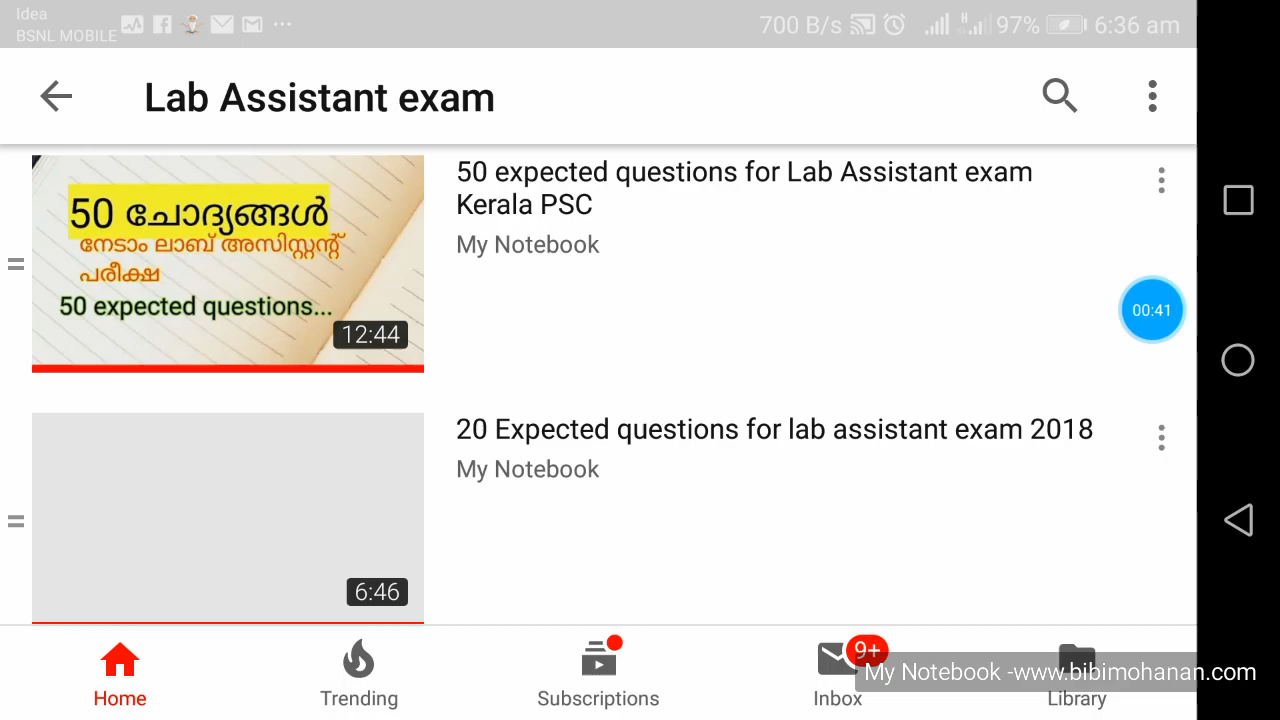 Idea
BSNL MOBILE
700 B/s
H
97%
6:36 am
Lab Assistant exam
50 ചോദ്യങ്ങൾ
നേടാം ലാബ് അസിസ്റ്റന്റ്
പരീക്ഷ
50 expected questions...
12:44
50 expected questions for Lab Assistant exam
Kerala PSC
My Notebook
00:41
20 Expected questions for lab assistant exam 2018
My Notebook
6:46
Home
Trending
Subscriptions
9+
Inbox
Library
My Notebook -www.bibimohanan.com